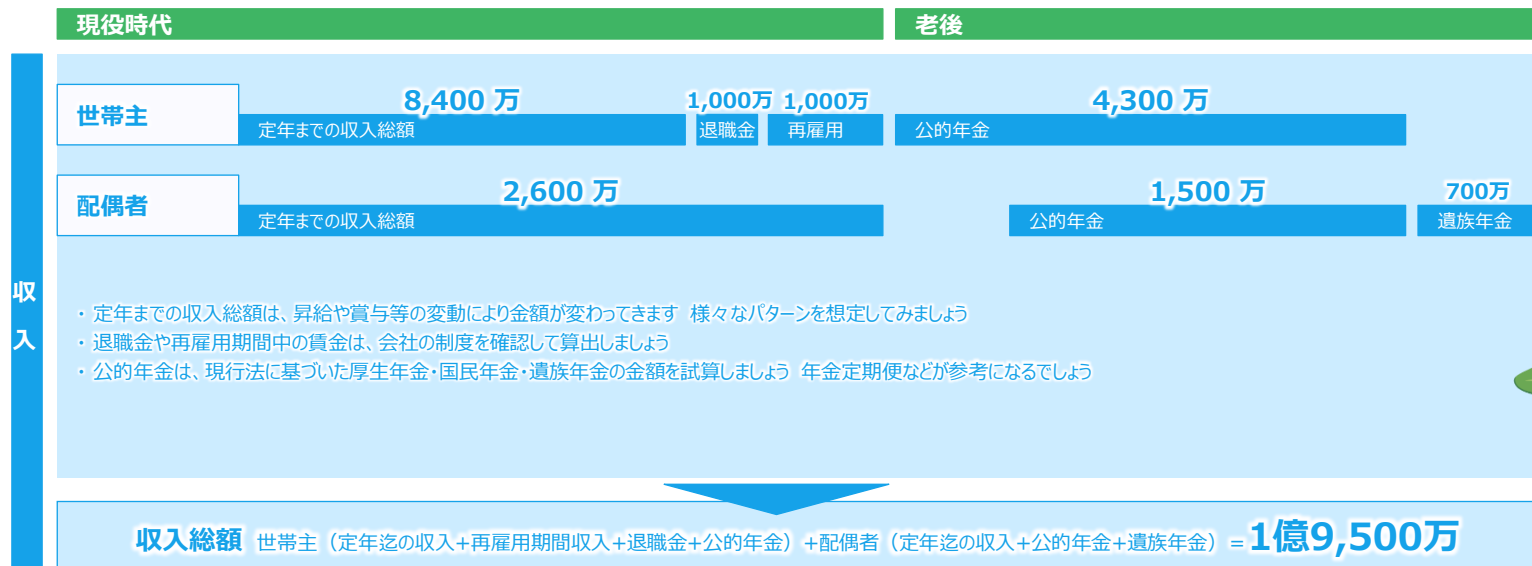 現役時代
老後
収入
世帯主
8,400 万
定年までの収入総額
1,000万
退職金
1,000万
再雇用
4,300 万
公的年金
配偶者
2,600 万
定年までの収入総額
1,500 万
公的年金
700万
遺族年金
・ 定年までの収入総額は、昇給や賞与等の変動により金額が変わってきます 様々なパターンを想定してみましょう
・ 退職金や再雇用期間中の賃金は、会社の制度を確認して算出しましょう
・ 公的年金は、現行法に基づいた厚生年金・国民年金・遺族年金の金額を試算しましょう 年金定期便などが参考になるでしょう
収入総額 世帯主（定年迄の収入+再雇用期間収入+退職金+公的年金）+配偶者（定年迄の収入+公的年金+遺族年金）=1億9,500万